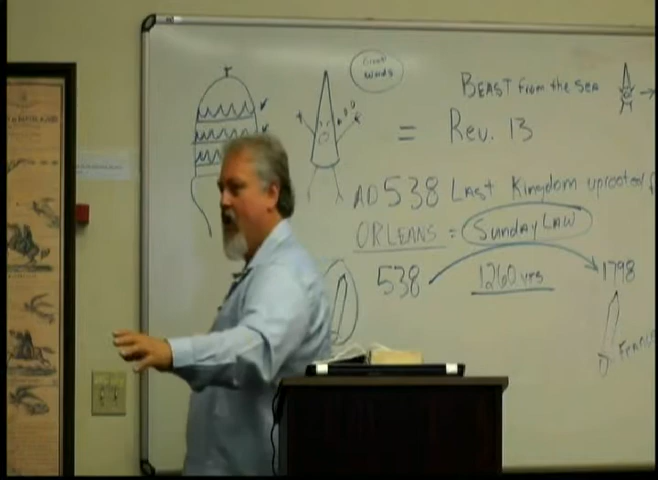 Great
words
Beast from the sea
= Rev. 13
AD 538 Last Kingdom uprooted
ORLEANS = Sunday Law
538 1260 yrs 1798